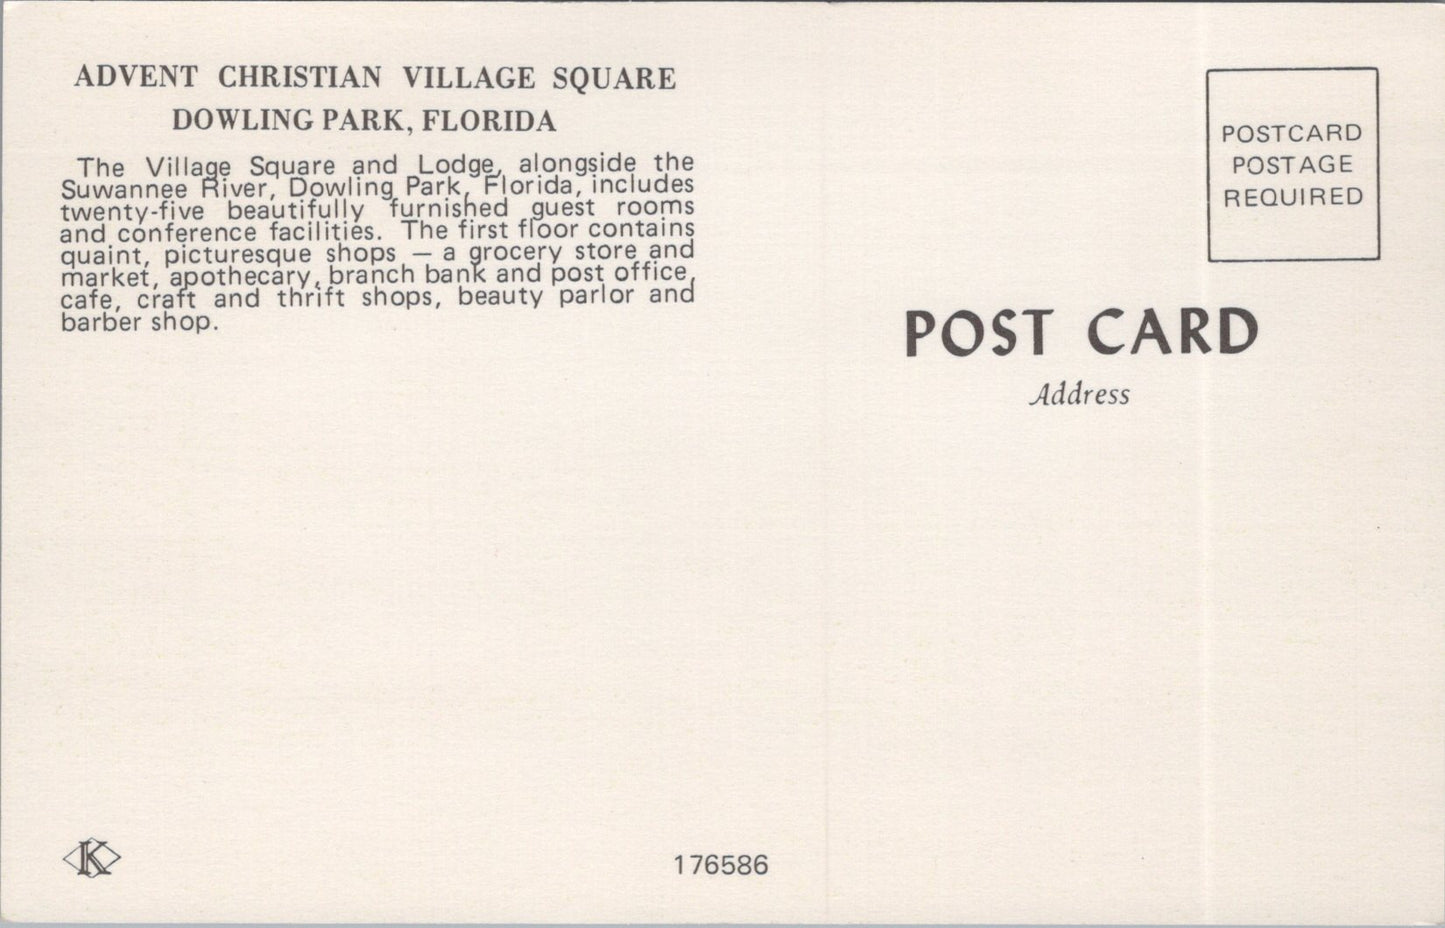 ADVENT CHRISTIAN VILLAGE SQUARE
DOWLING PARK, FLORIDA
The Village Square and Lodge, alongside the
Suwannee River, Dowling Park, Florida, includes
twenty-five beautifully furnished guest rooms
and conference facilities. The first floor contains
quaint, picturesque shops — a grocery store and
market, apothecary, branch bank and post office,
cafe, craft and thrift shops, beauty parlor and
barber shop.
POSTCARD
POSTAGE
REQUIRED
POST CARD
Address
K
176586